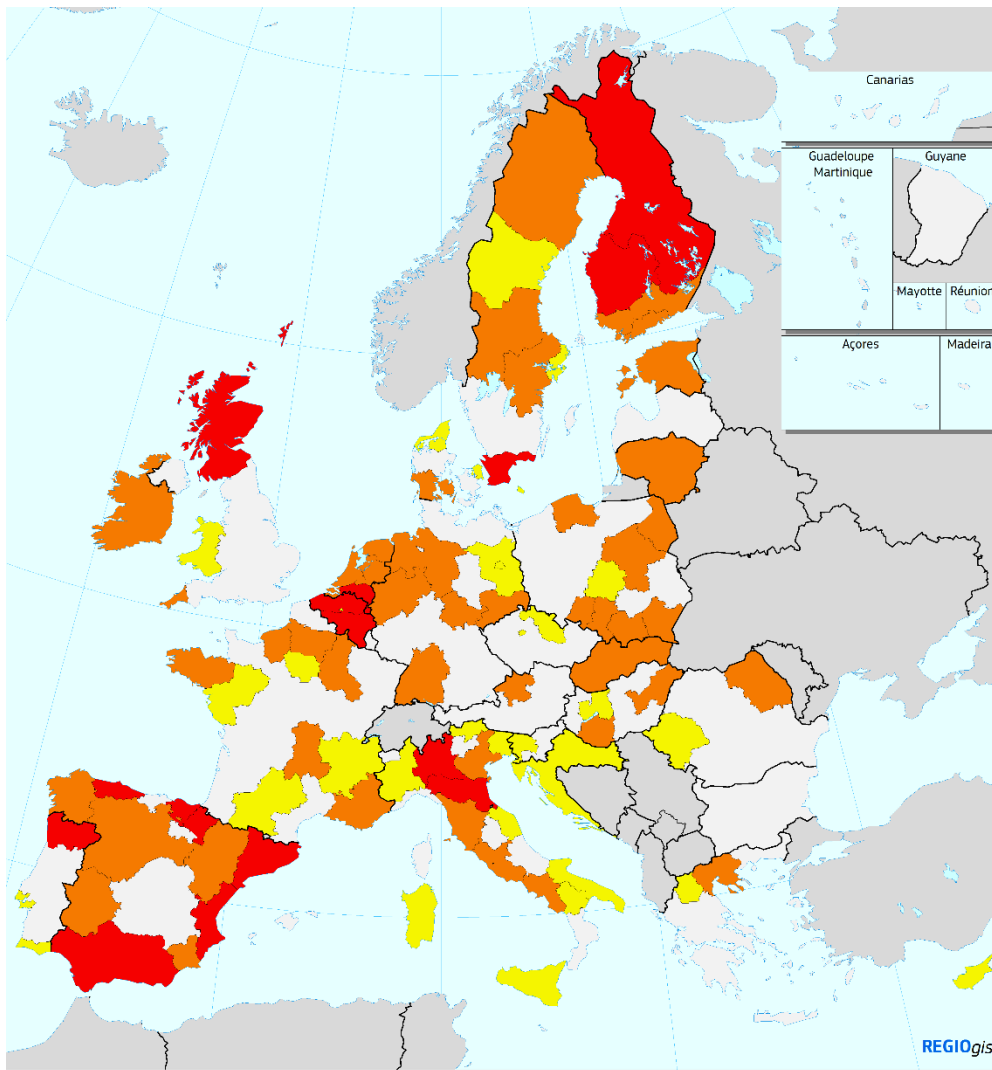 Canarias
Guadeloupe
Martinique
Guyane
Mayotte
Réunion
Açores
Madeira
REGIOgis